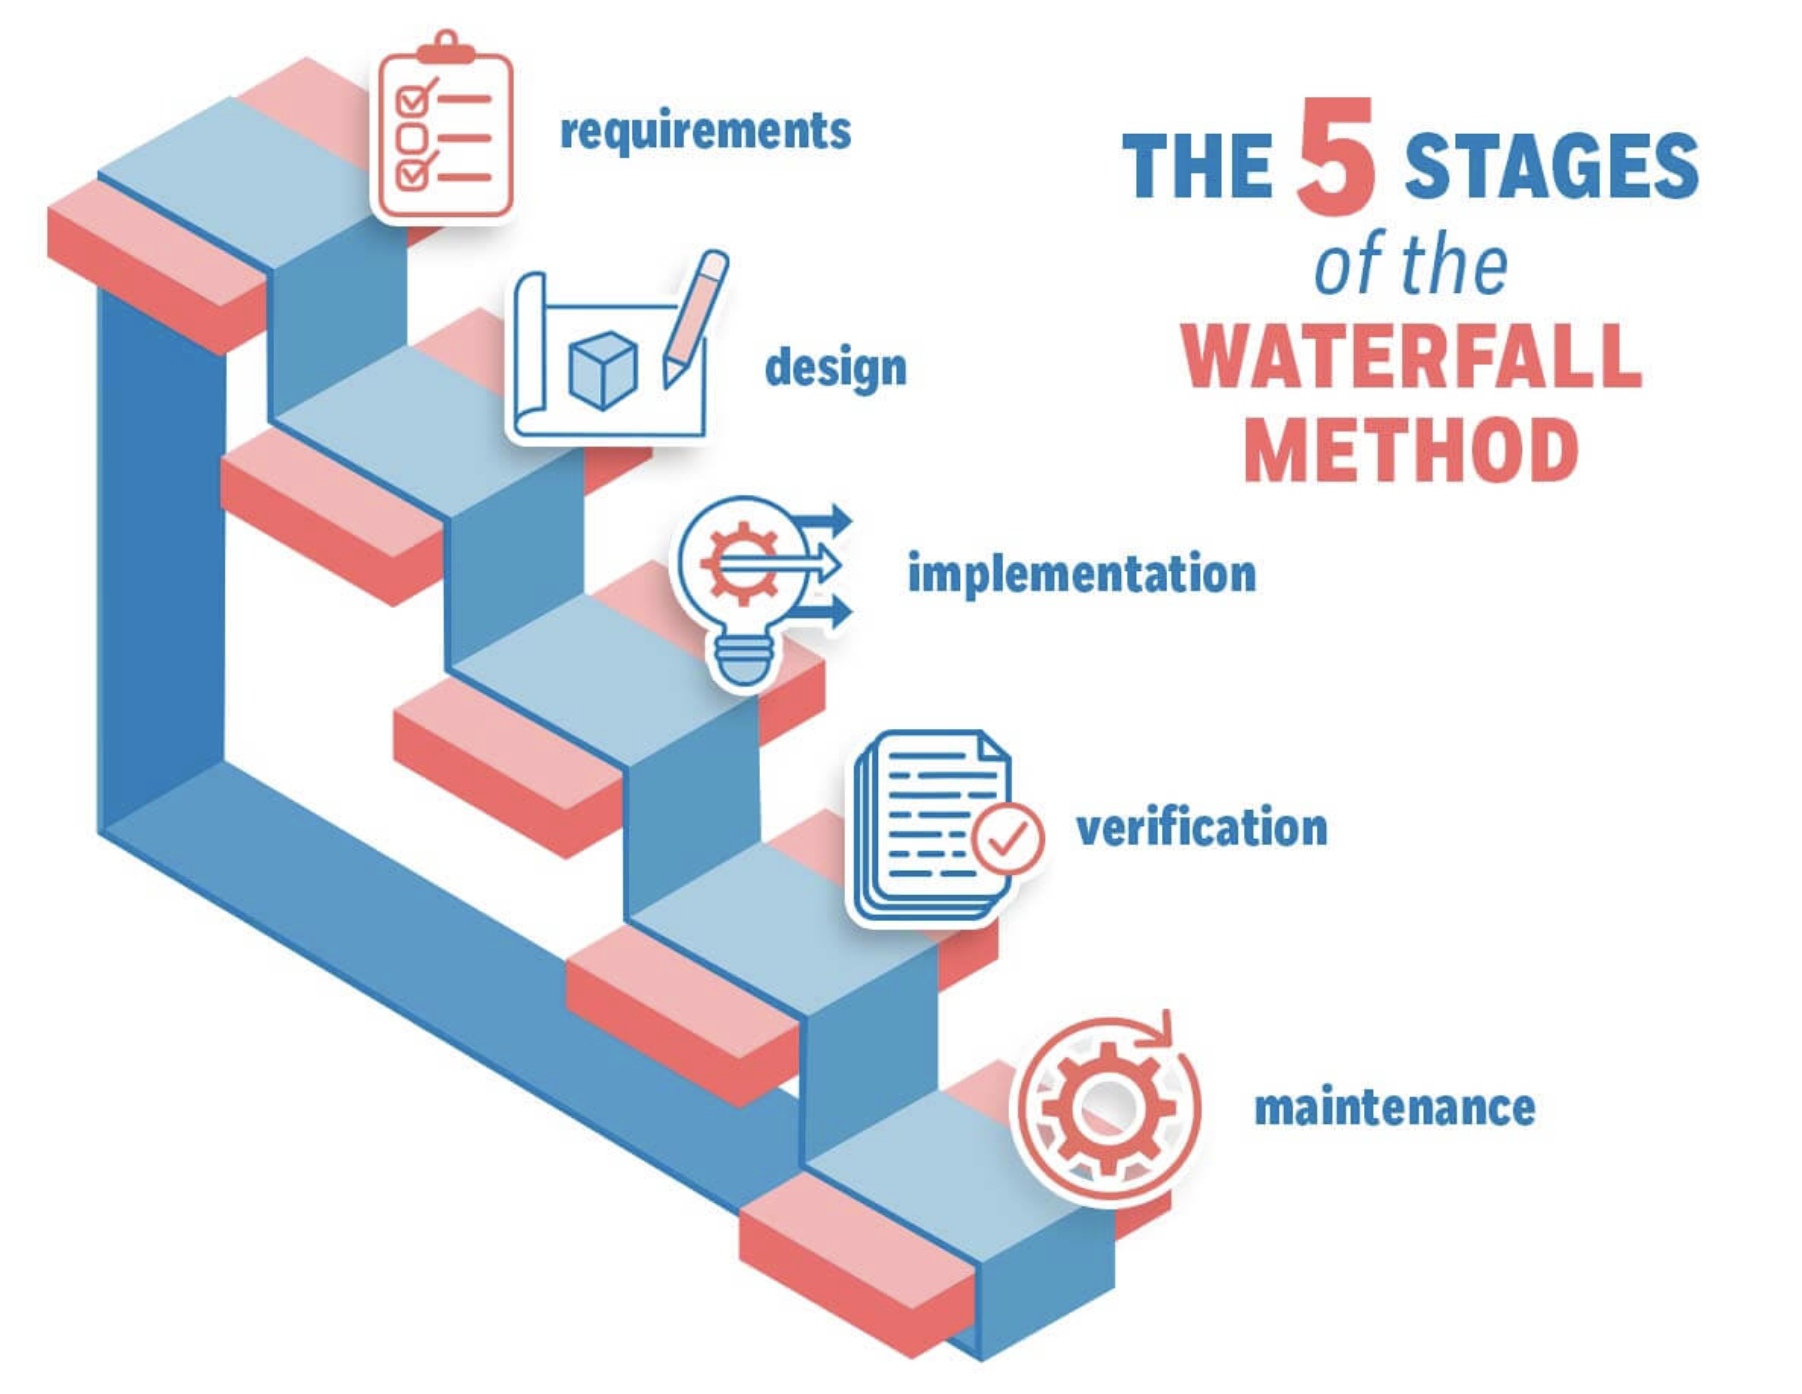 THE 5 STAGES
of the
WATERFALL
METHOD
requirements
design
implementation
verification
maintenance